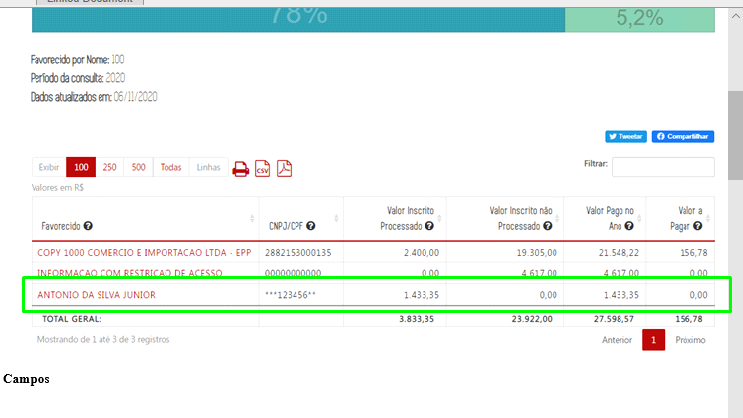 Linked Document
78%
5,2%
Favorecido por Nome: 100
Período da consulta: 2020
Dados atualizados em: 06/11/2020
Tweetar Compartilhar
Exibir 100 250 500 Todas Linhas CSV Filtrar:
Valores em R$
Favorecido ? CNPJ/CPF ? Valor Inscrito Processado ? Valor Inscrito não Processado ? Valor Pago no Ano ? Valor a Pagar ?
COPY 1000 COMERCIO E IMPORTACAO LTDA - EPP 2882153000135 2.400,00 19.305,00 21.548,22 156,78
INFORMACAO COM RESTRICAO DE ACESSO 00000000000 0,00 4.617,00 4.617,00 0,00
ANTONIO DA SILVA JUNIOR ***123456** 1.433,35 0,00 1.433,35 0,00
TOTAL GERAL: 3.833,35 23.922,00 27.598,57 156,78
Mostrando de 1 até 3 de 3 registros Anterior 1 Proximo
Campos